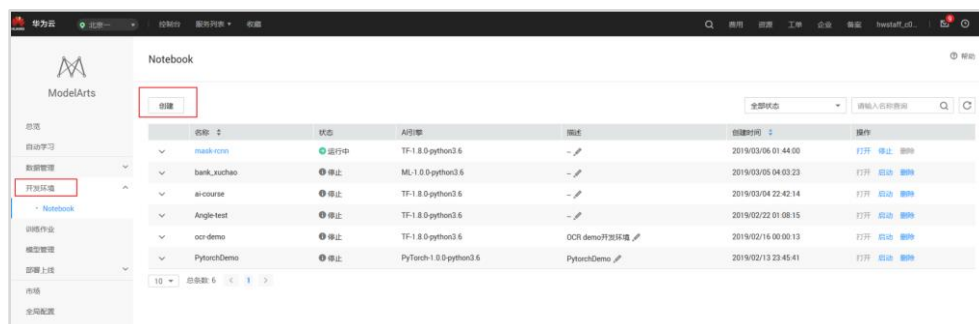 华为云 北京一 控制台 服务列表 收藏 费用 资源 工单 企业 备案 hwstaff_c0...
ModelArts
总览
自动学习
数据管理
开发环境
Notebook
训练作业
模型管理
部署上线
市场
全局配置
Notebook 帮助
创建 全部状态 请输入名称查询
名称 状态 AI引擎 描述 创建时间 操作
mask-rcnn 运行中 TF-1.8.0-python3.6 -- 2019/03/06 01:44:00 打开 停止 删除
bank_xuchao 停止 ML-1.0.0-python3.6 -- 2019/03/05 04:03:23 打开 启动 删除
ai-course 停止 TF-1.8.0-python3.6 -- 2019/03/04 22:42:14 打开 启动 删除
Angle-test 停止 TF-1.8.0-python3.6 -- 2019/02/22 01:08:15 打开 启动 删除
ocr-demo 停止 TF-1.8.0-python3.6 OCR demo开发环境 2019/02/16 00:00:13 打开 启动 删除
PytorchDemo 停止 PyTorch-1.0.0-python3.6 PytorchDemo 2019/02/13 23:45:41 打开 启动 删除
10 总条数: 6 < 1 >